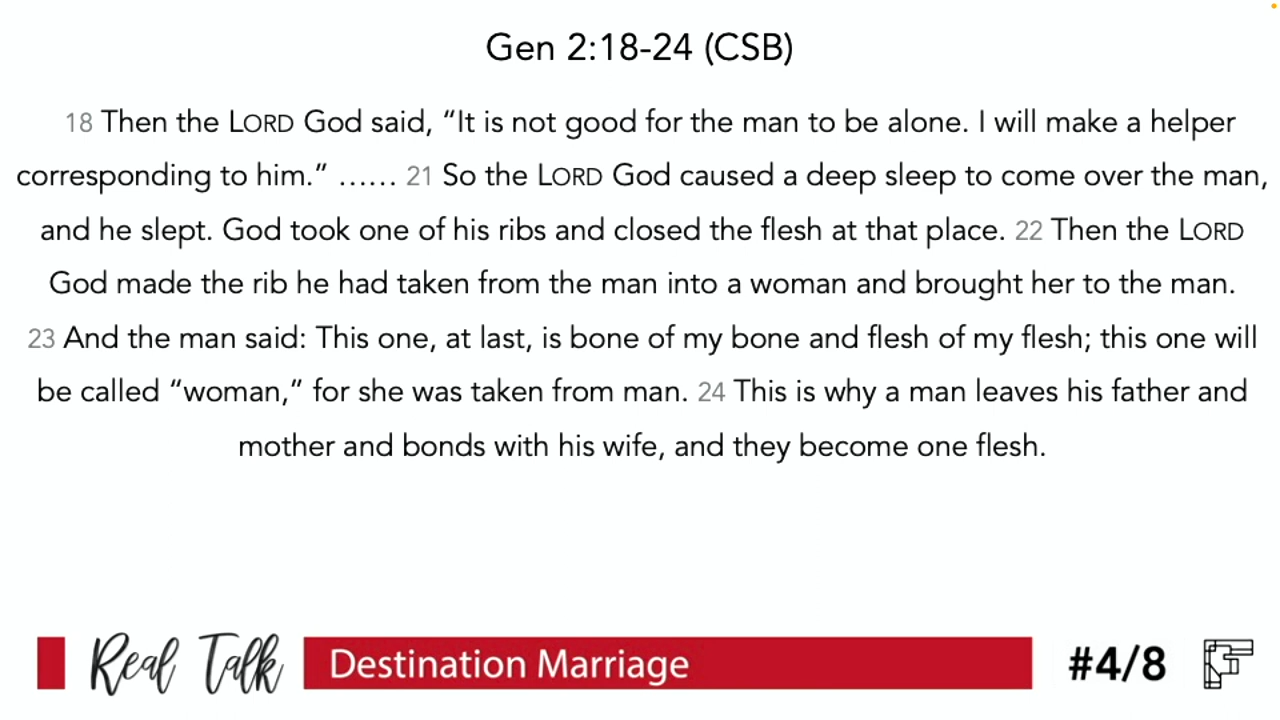 Gen 2:18-24 (CSB)
18 Then the LORD God said, “It is not good for the man to be alone. I will make a helper
corresponding to him.” …… 21 So the LORD God caused a deep sleep to come over the man,
and he slept. God took one of his ribs and closed the flesh at that place. 22 Then the LORD
God made the rib he had taken from the man into a woman and brought her to the man.
23 And the man said: This one, at last, is bone of my bone and flesh of my flesh; this one will
be called “woman,” for she was taken from man. 24 This is why a man leaves his father and
mother and bonds with his wife, and they become one flesh.
Real Talk Destination Marriage #4/8